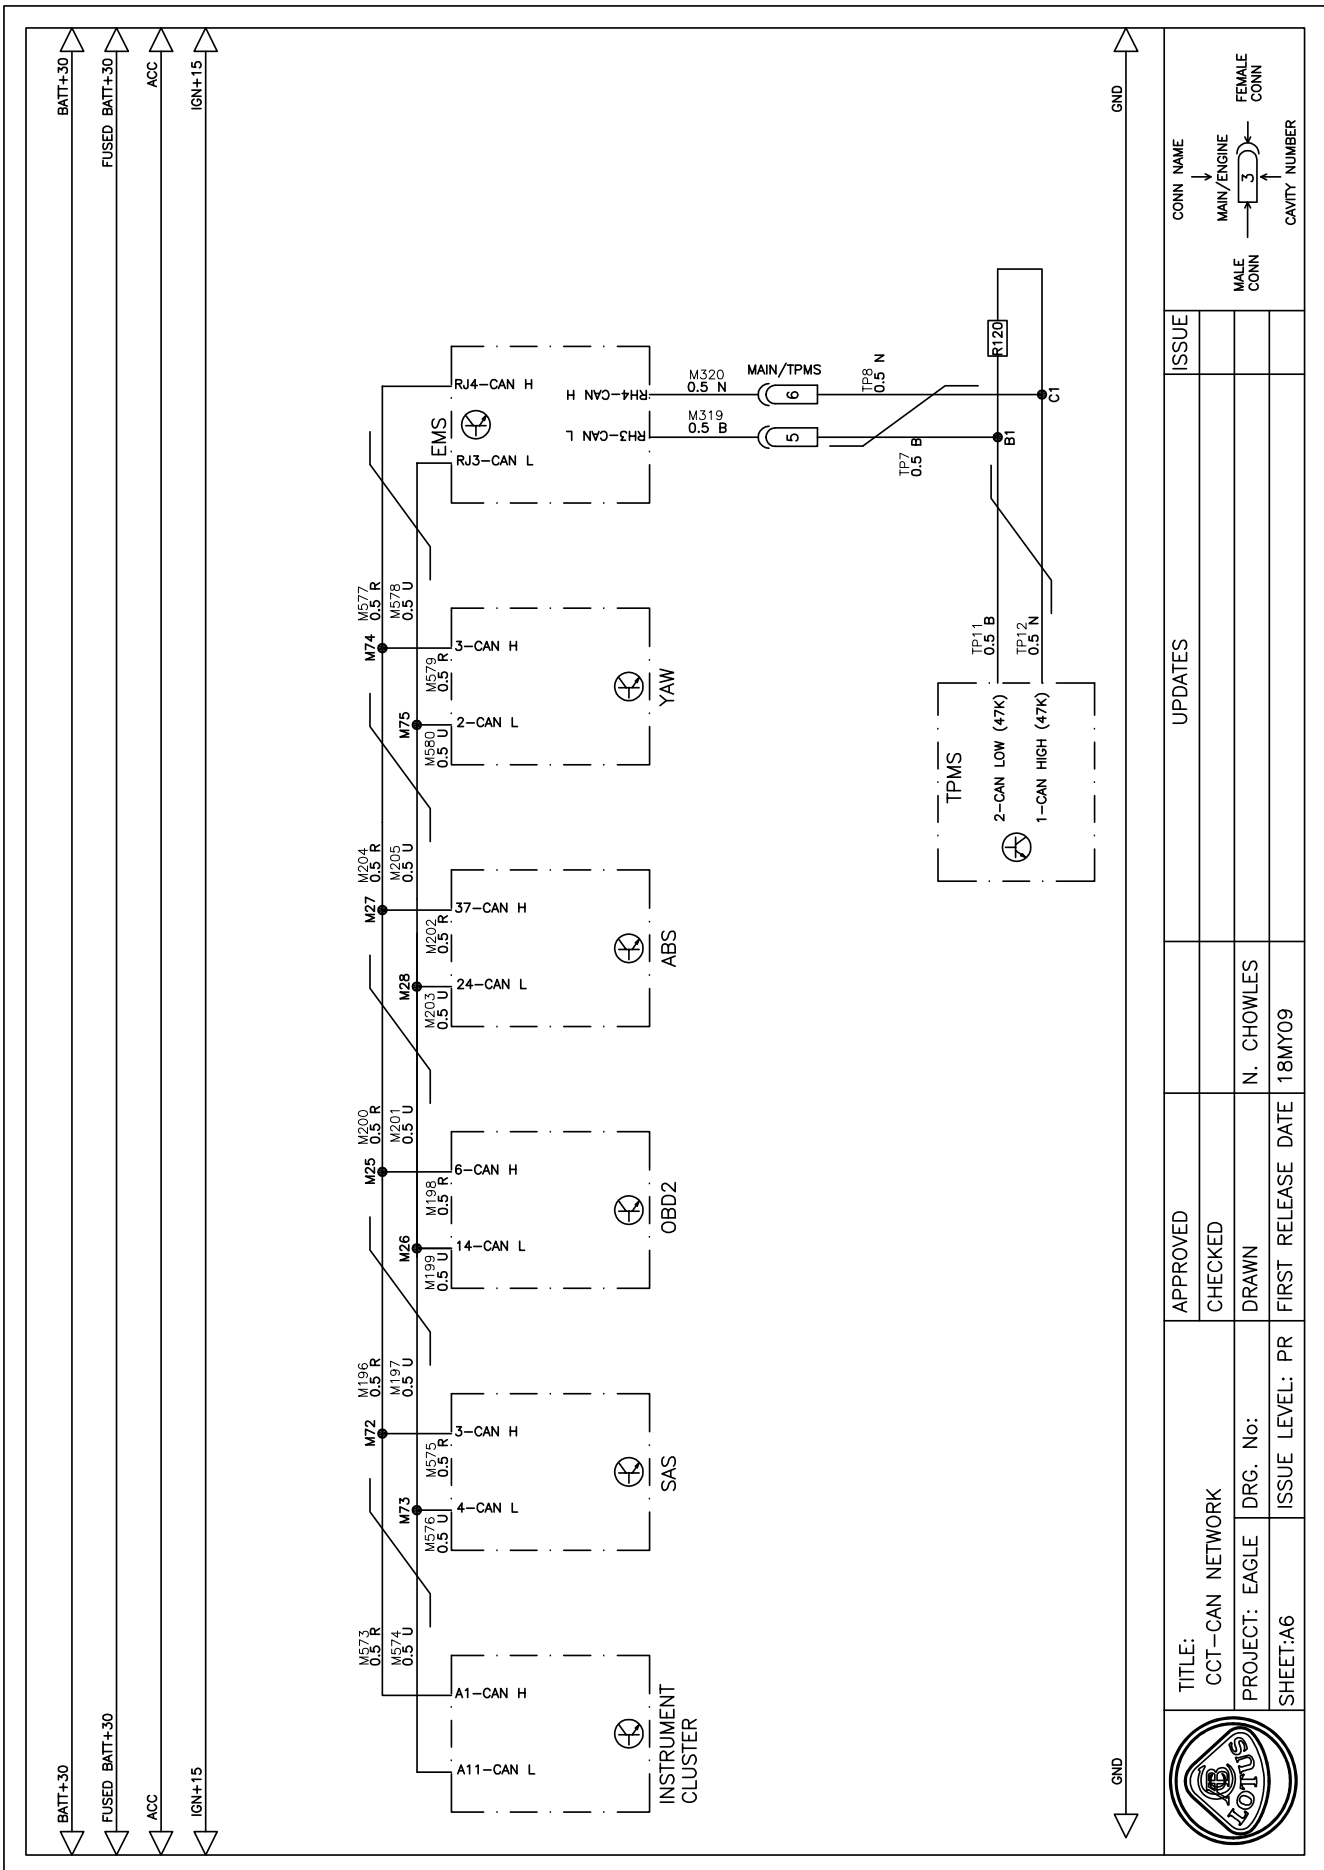 BATT+30
BATT+30
FUSED BATT+30
FUSED BATT+30
ACC
ACC
IGN+15
IGN+15
M573
0.5 R
M574
0.5 U
M72
M73
M196
0.5 R
M197
0.5 U
M25
M26
M200
0.5 R
M201
0.5 U
M27
M28
M204
0.5 R
M205
0.5 U
M74
M75
M577
0.5 R
M578
0.5 U
A1-CAN H
A11-CAN L
INSTRUMENT
CLUSTER
M575
0.5 R
M576
0.5 U
3-CAN H
4-CAN L
SAS
M198
0.5 R
M199
0.5 U
6-CAN H
14-CAN L
OBD2
M202
0.5 R
M203
0.5 U
37-CAN H
24-CAN L
ABS
M579
0.5 R
M580
0.5 U
3-CAN H
2-CAN L
YAW
EMS
RJ4-CAN H
RJ3-CAN L
RH4-CAN H
RH3-CAN L
M320
0.5 N
M319
0.5 B
MAIN/TPMS
6
5
TP8
0.5 N
TP7
0.5 B
R120
B1
C1
TP11
0.5 B
TP12
0.5 N
TPMS
2-CAN LOW (47K)
1-CAN HIGH (47K)
GND
GND
LOTUS
TITLE:
CCT-CAN NETWORK
PROJECT: EAGLE
DRG. No:
SHEET:A6
ISSUE LEVEL: PR
APPROVED
CHECKED
DRAWN
N. CHOWLES
FIRST RELEASE DATE
18MY09
UPDATES
ISSUE
CONN NAME
MAIN/ENGINE
MALE
CONN
3
FEMALE
CONN
CAVITY NUMBER